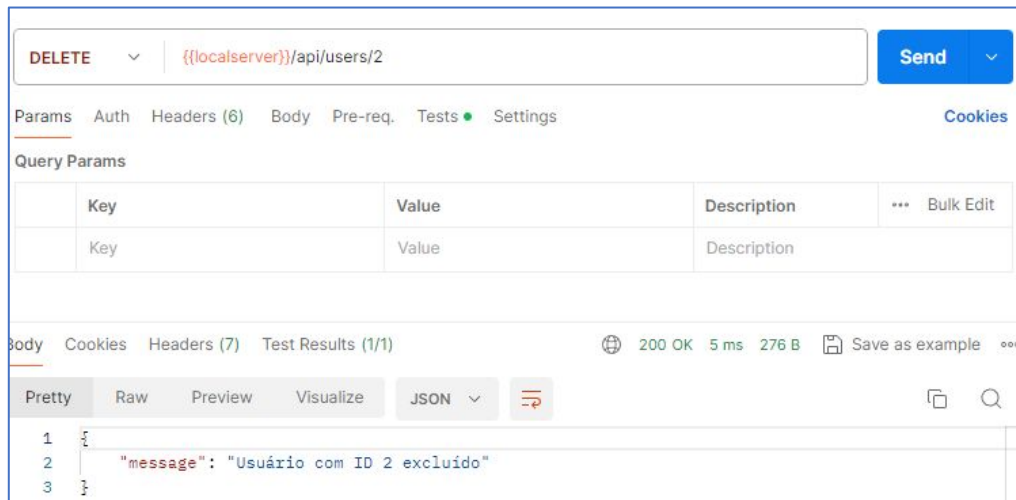 DELETE {{localserver}}/api/users/2 Send
Params Auth Headers (6) Body Pre-req. Tests Settings Cookies
Query Params
Key Value Description Bulk Edit
Key Value Description
Body Cookies Headers (7) Test Results (1/1) 200 OK 5 ms 276 B Save as example
Pretty Raw Preview Visualize JSON
1 {
2 "message": "Usuário com ID 2 excluído"
3 }